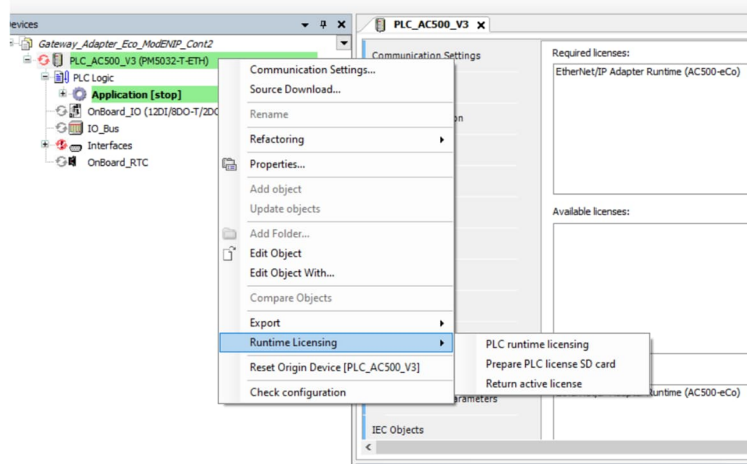 Devices
PLC_AC500_V3
Gateway_Adapter_Eco_ModENIP_Cont2
PLC_AC500_V3 (PM5032-T-ETH)
PLC Logic
Application [stop]
OnBoard_IO (12DI/8DO-T/2DC
IO_Bus
Interfaces
OnBoard_RTC
Communication Settings...
Source Download...
Rename
Refactoring
Properties...
Add object
Update objects
Add Folder...
Edit Object
Edit Object With...
Compare Objects
Export
Runtime Licensing
Reset Origin Device [PLC_AC500_V3]
Check configuration
PLC runtime licensing
Prepare PLC license SD card
Return active license
Communication Settings
IEC Objects
Required licenses:
EtherNet/IP Adapter Runtime (AC500-eCo)
Available licenses:
Runtime (AC500-eCo)